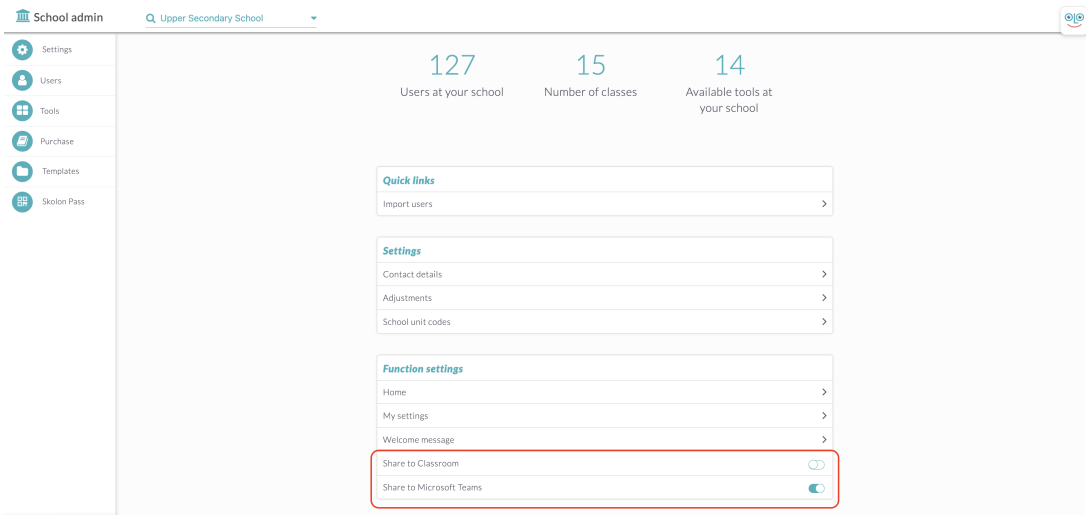 School admin
Upper Secondary School
Settings
Users
Tools
Purchase
Templates
Skolon Pass
127
Users at your school
15
Number of classes
14
Available tools at
your school
Quick links
Import users
Settings
Contact details
Adjustments
School unit codes
Function settings
Home
My settings
Welcome message
Share to Classroom
Share to Microsoft Teams